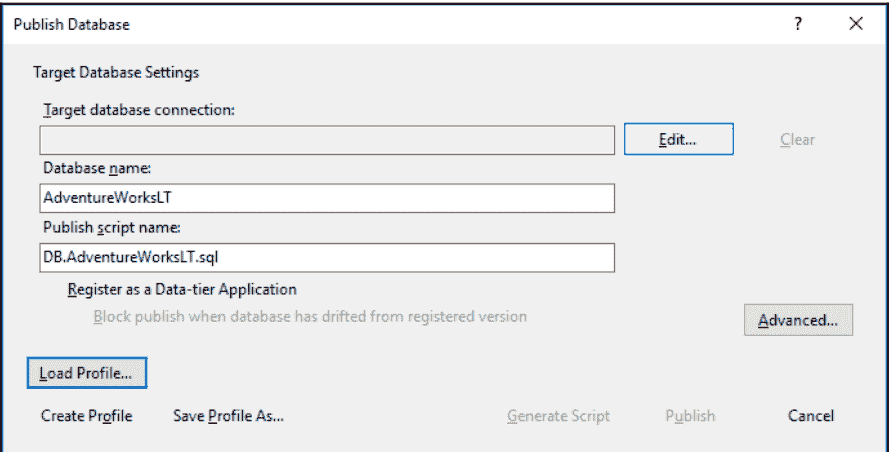 Publish Database ?
Target Database Settings
Target database connection:
Edit... Clear
Database name:
AdventureWorksLT
Publish script name:
DB.AdventureWorksLT.sql
Register as a Data-tier Application
Block publish when database has drifted from registered version
Advanced...
Load Profile...
Create Profile Save Profile As... Generate Script Publish Cancel